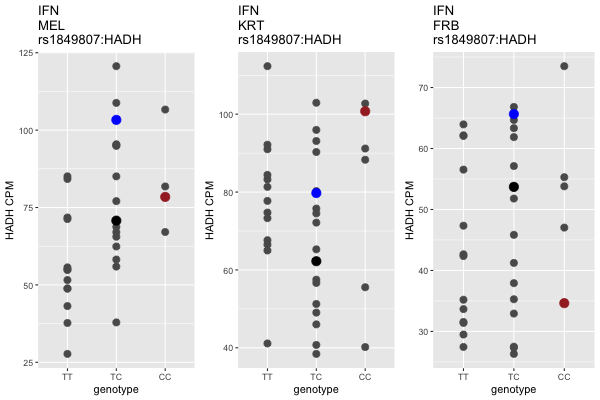 IFN
MEL
rs1849807:HADH
125
100
75
50
25
HADH CPM
TT
TC
CC
genotype
IFN
KRT
rs1849807:HADH
100
80
60
40
HADH CPM
TT
TC
CC
genotype
IFN
FRB
rs1849807:HADH
70
60
50
40
30
HADH CPM
TT
TC
CC
genotype